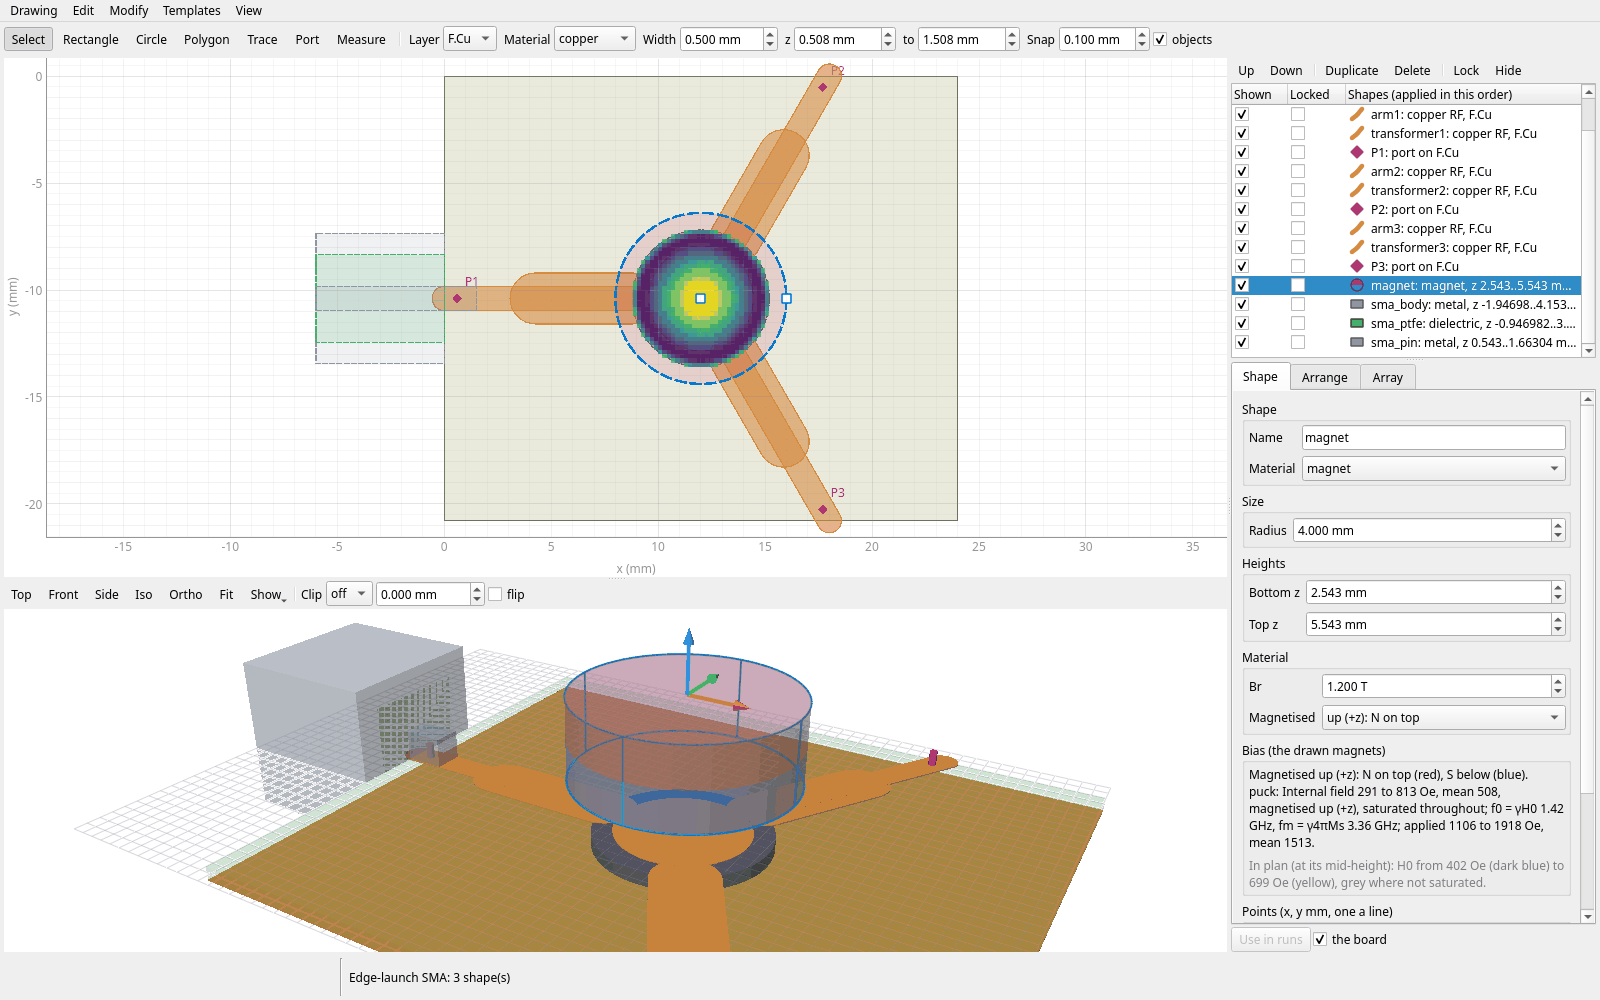 Drawing Edit Modify Templates View
Select Rectangle Circle Polygon Trace Port Measure Layer F.Cu Material copper Width 0.500 mm z 0.508 mm to 1.508 mm Snap 0.100 mm objects
Up Down Duplicate Delete Lock Hide
Shown Locked Shapes (applied in this order)
arm1: copper RF, F.Cu
transformer1: copper RF, F.Cu
P1: port on F.Cu
arm2: copper RF, F.Cu
transformer2: copper RF, F.Cu
P2: port on F.Cu
arm3: copper RF, F.Cu
transformer3: copper RF, F.Cu
P3: port on F.Cu
magnet: magnet, z 2.543..5.543 m...
sma_body: metal, z -1.94698..4.153...
sma_ptfe: dielectric, z -0.946982..3....
sma_pin: metal, z 0.543..1.66304 m...
0
-5
-10
-15
-20
y (mm)
P2
P1
P3
-15 -10 -5 0 5 10 15 20 25 30 35
x (mm)
Top Front Side Iso Ortho Fit Show Clip off 0.000 mm flip
Shape Arrange Array
Shape
Name magnet
Material magnet
Size
Radius 4.000 mm
Heights
Bottom z 2.543 mm
Top z 5.543 mm
Material
Br 1.200 T
Magnetised up (+z): N on top
Bias (the drawn magnets)
Magnetised up (+z): N on top (red), S below (blue).
puck: Internal field 291 to 813 Oe, mean 508,
magnetised up (+z), saturated throughout; f0 = γH0 1.42
GHz, fm = γ4πMs 3.36 GHz; applied 1106 to 1918 Oe,
mean 1513.
In plan (at its mid-height): H0 from 402 Oe (dark blue) to
699 Oe (yellow), grey where not saturated.
Points (x, y mm, one a line)
Use in runs the board
Edge-launch SMA: 3 shape(s)